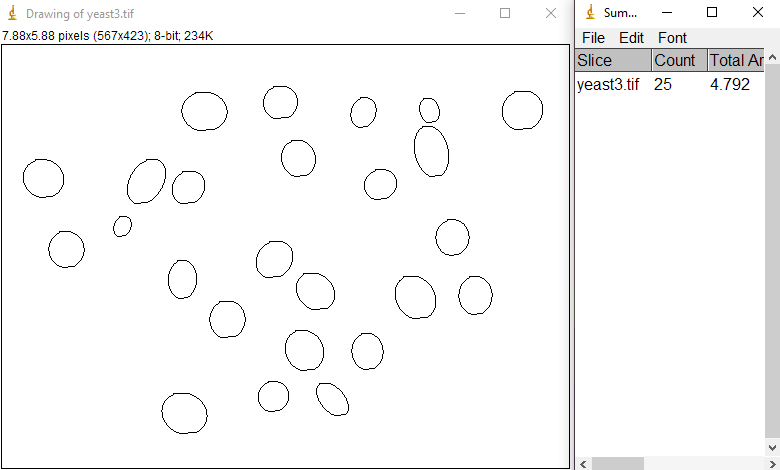 Drawing of yeast3.tif
7.88x5.88 pixels (567x423); 8-bit; 234K
Sum...
File Edit Font
Slice Count Total Ar
yeast3.tif 25 4.792